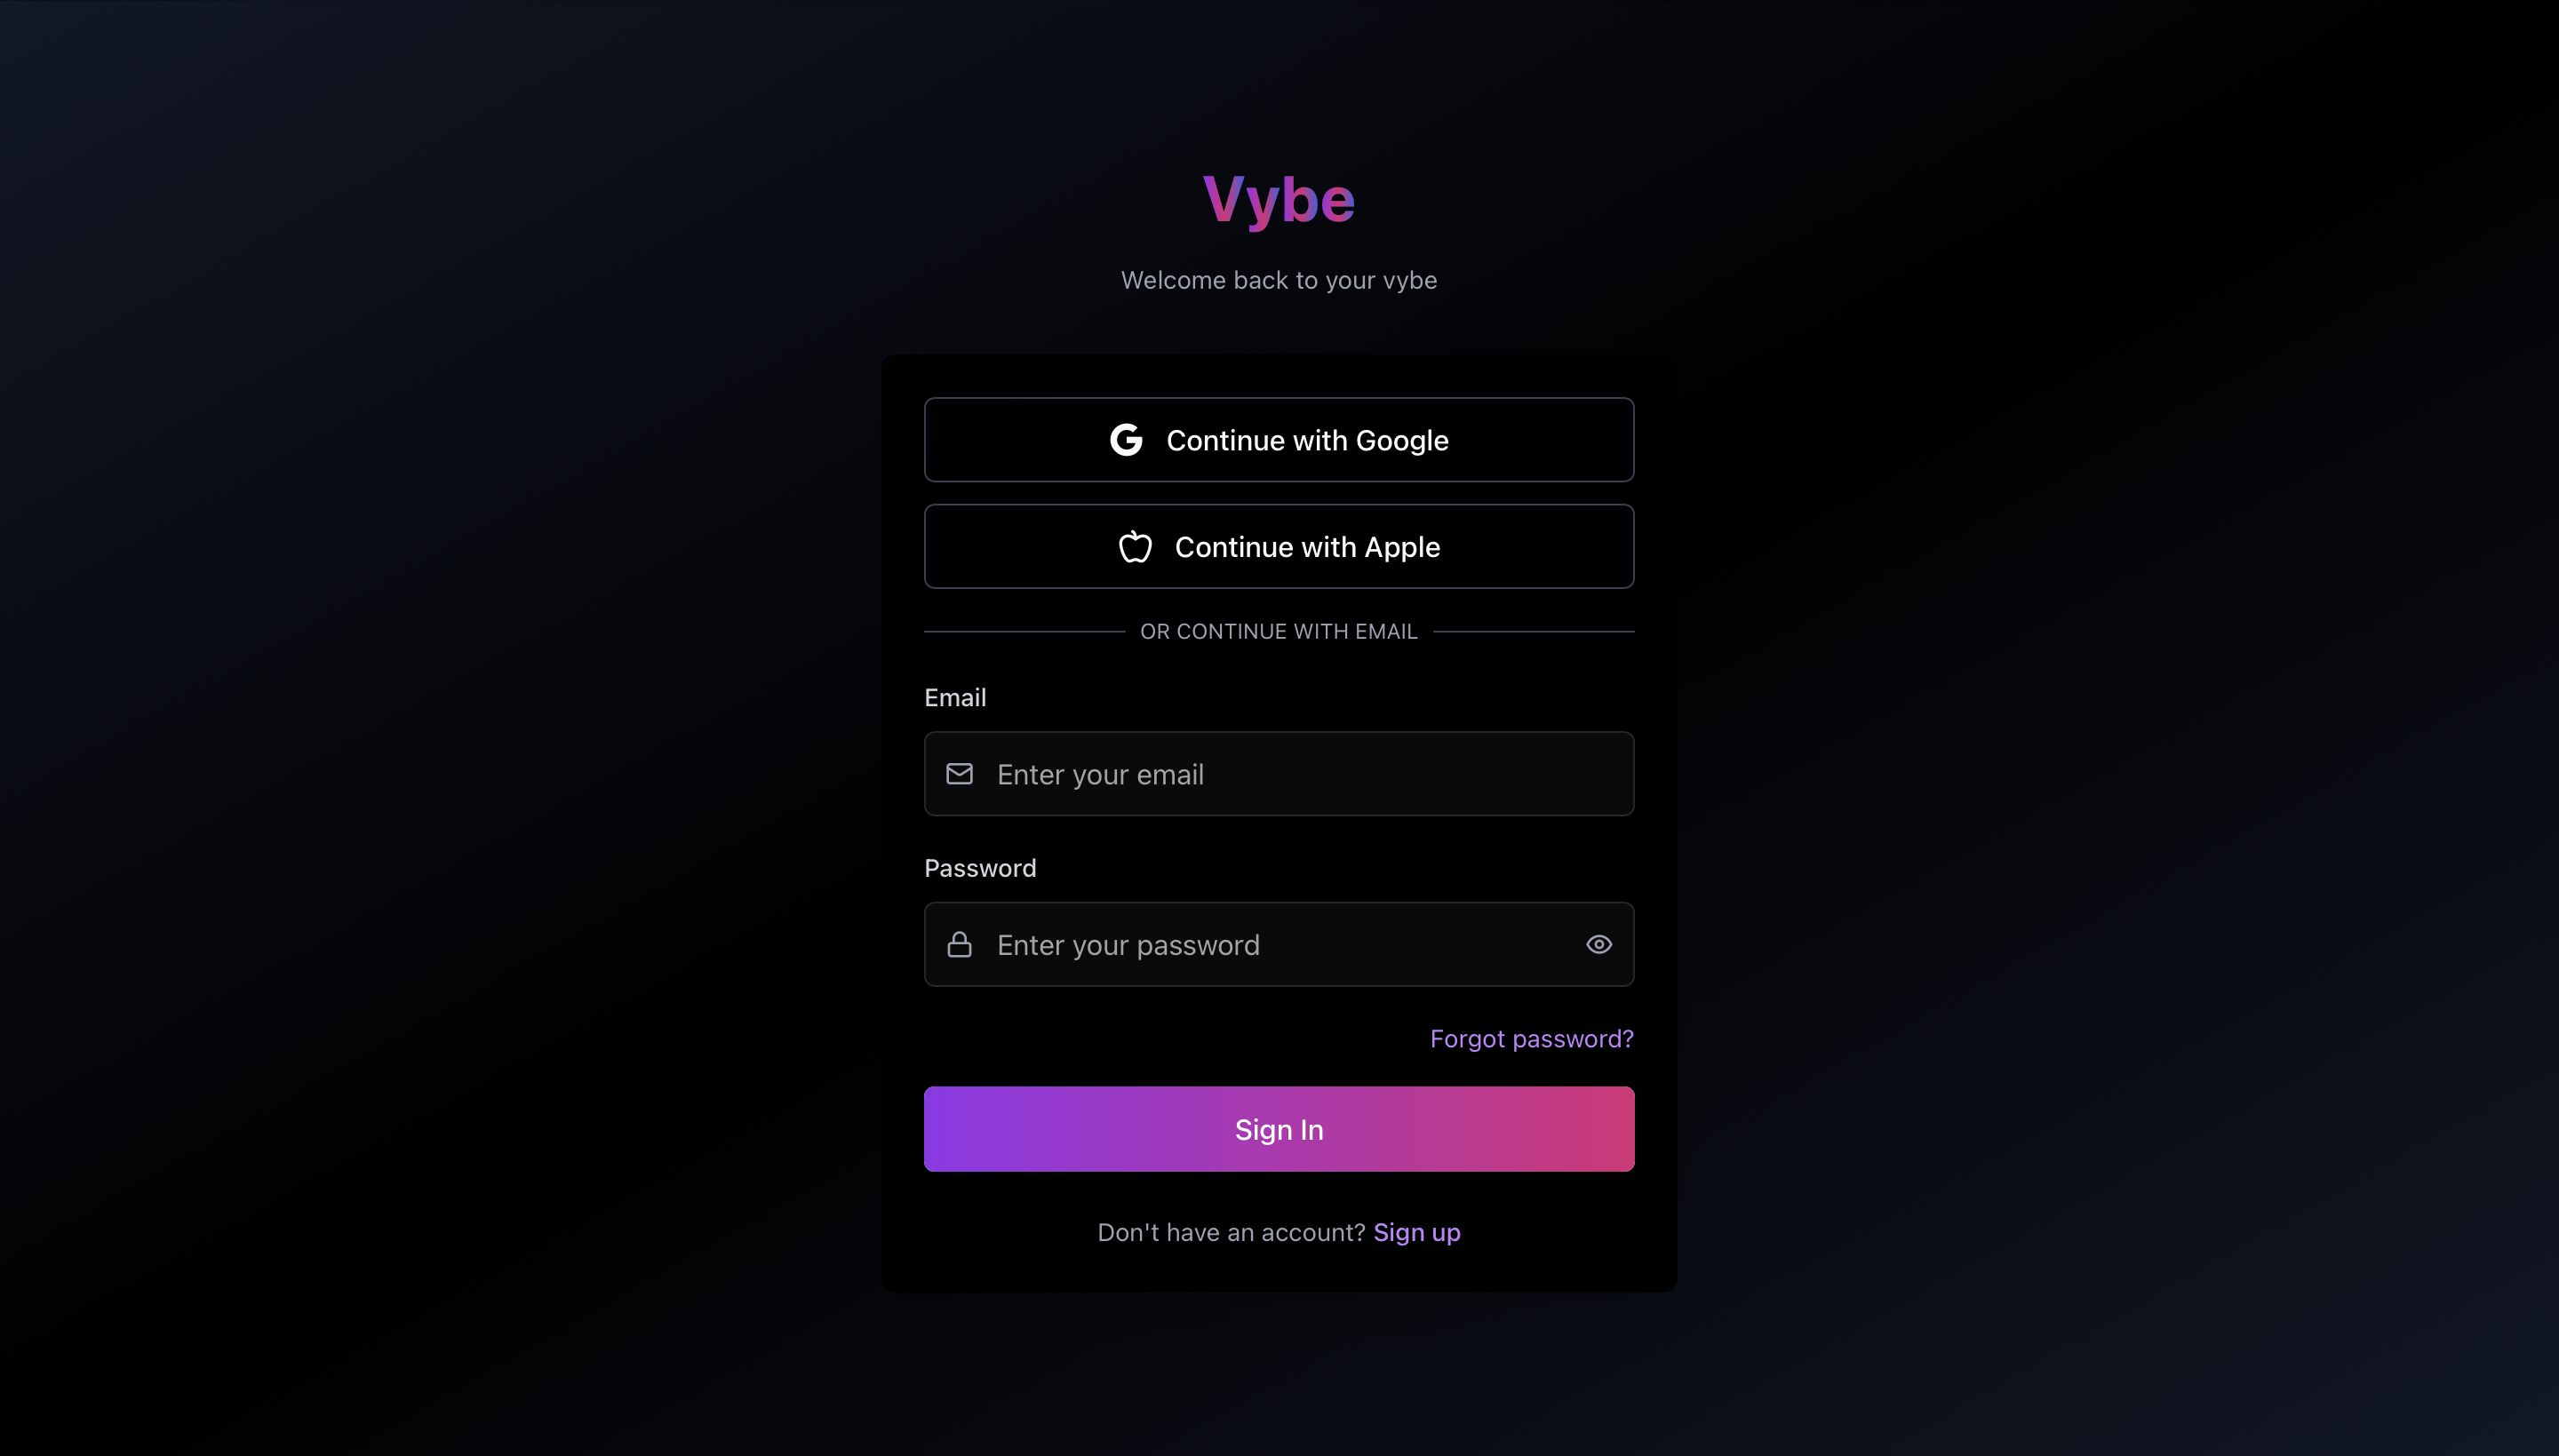 Vybe
Welcome back to your vybe
Continue with Google
Continue with Apple
OR CONTINUE WITH EMAIL
Email
Enter your email
Password
Enter your password
Forgot password?
Sign In
Don't have an account? Sign up